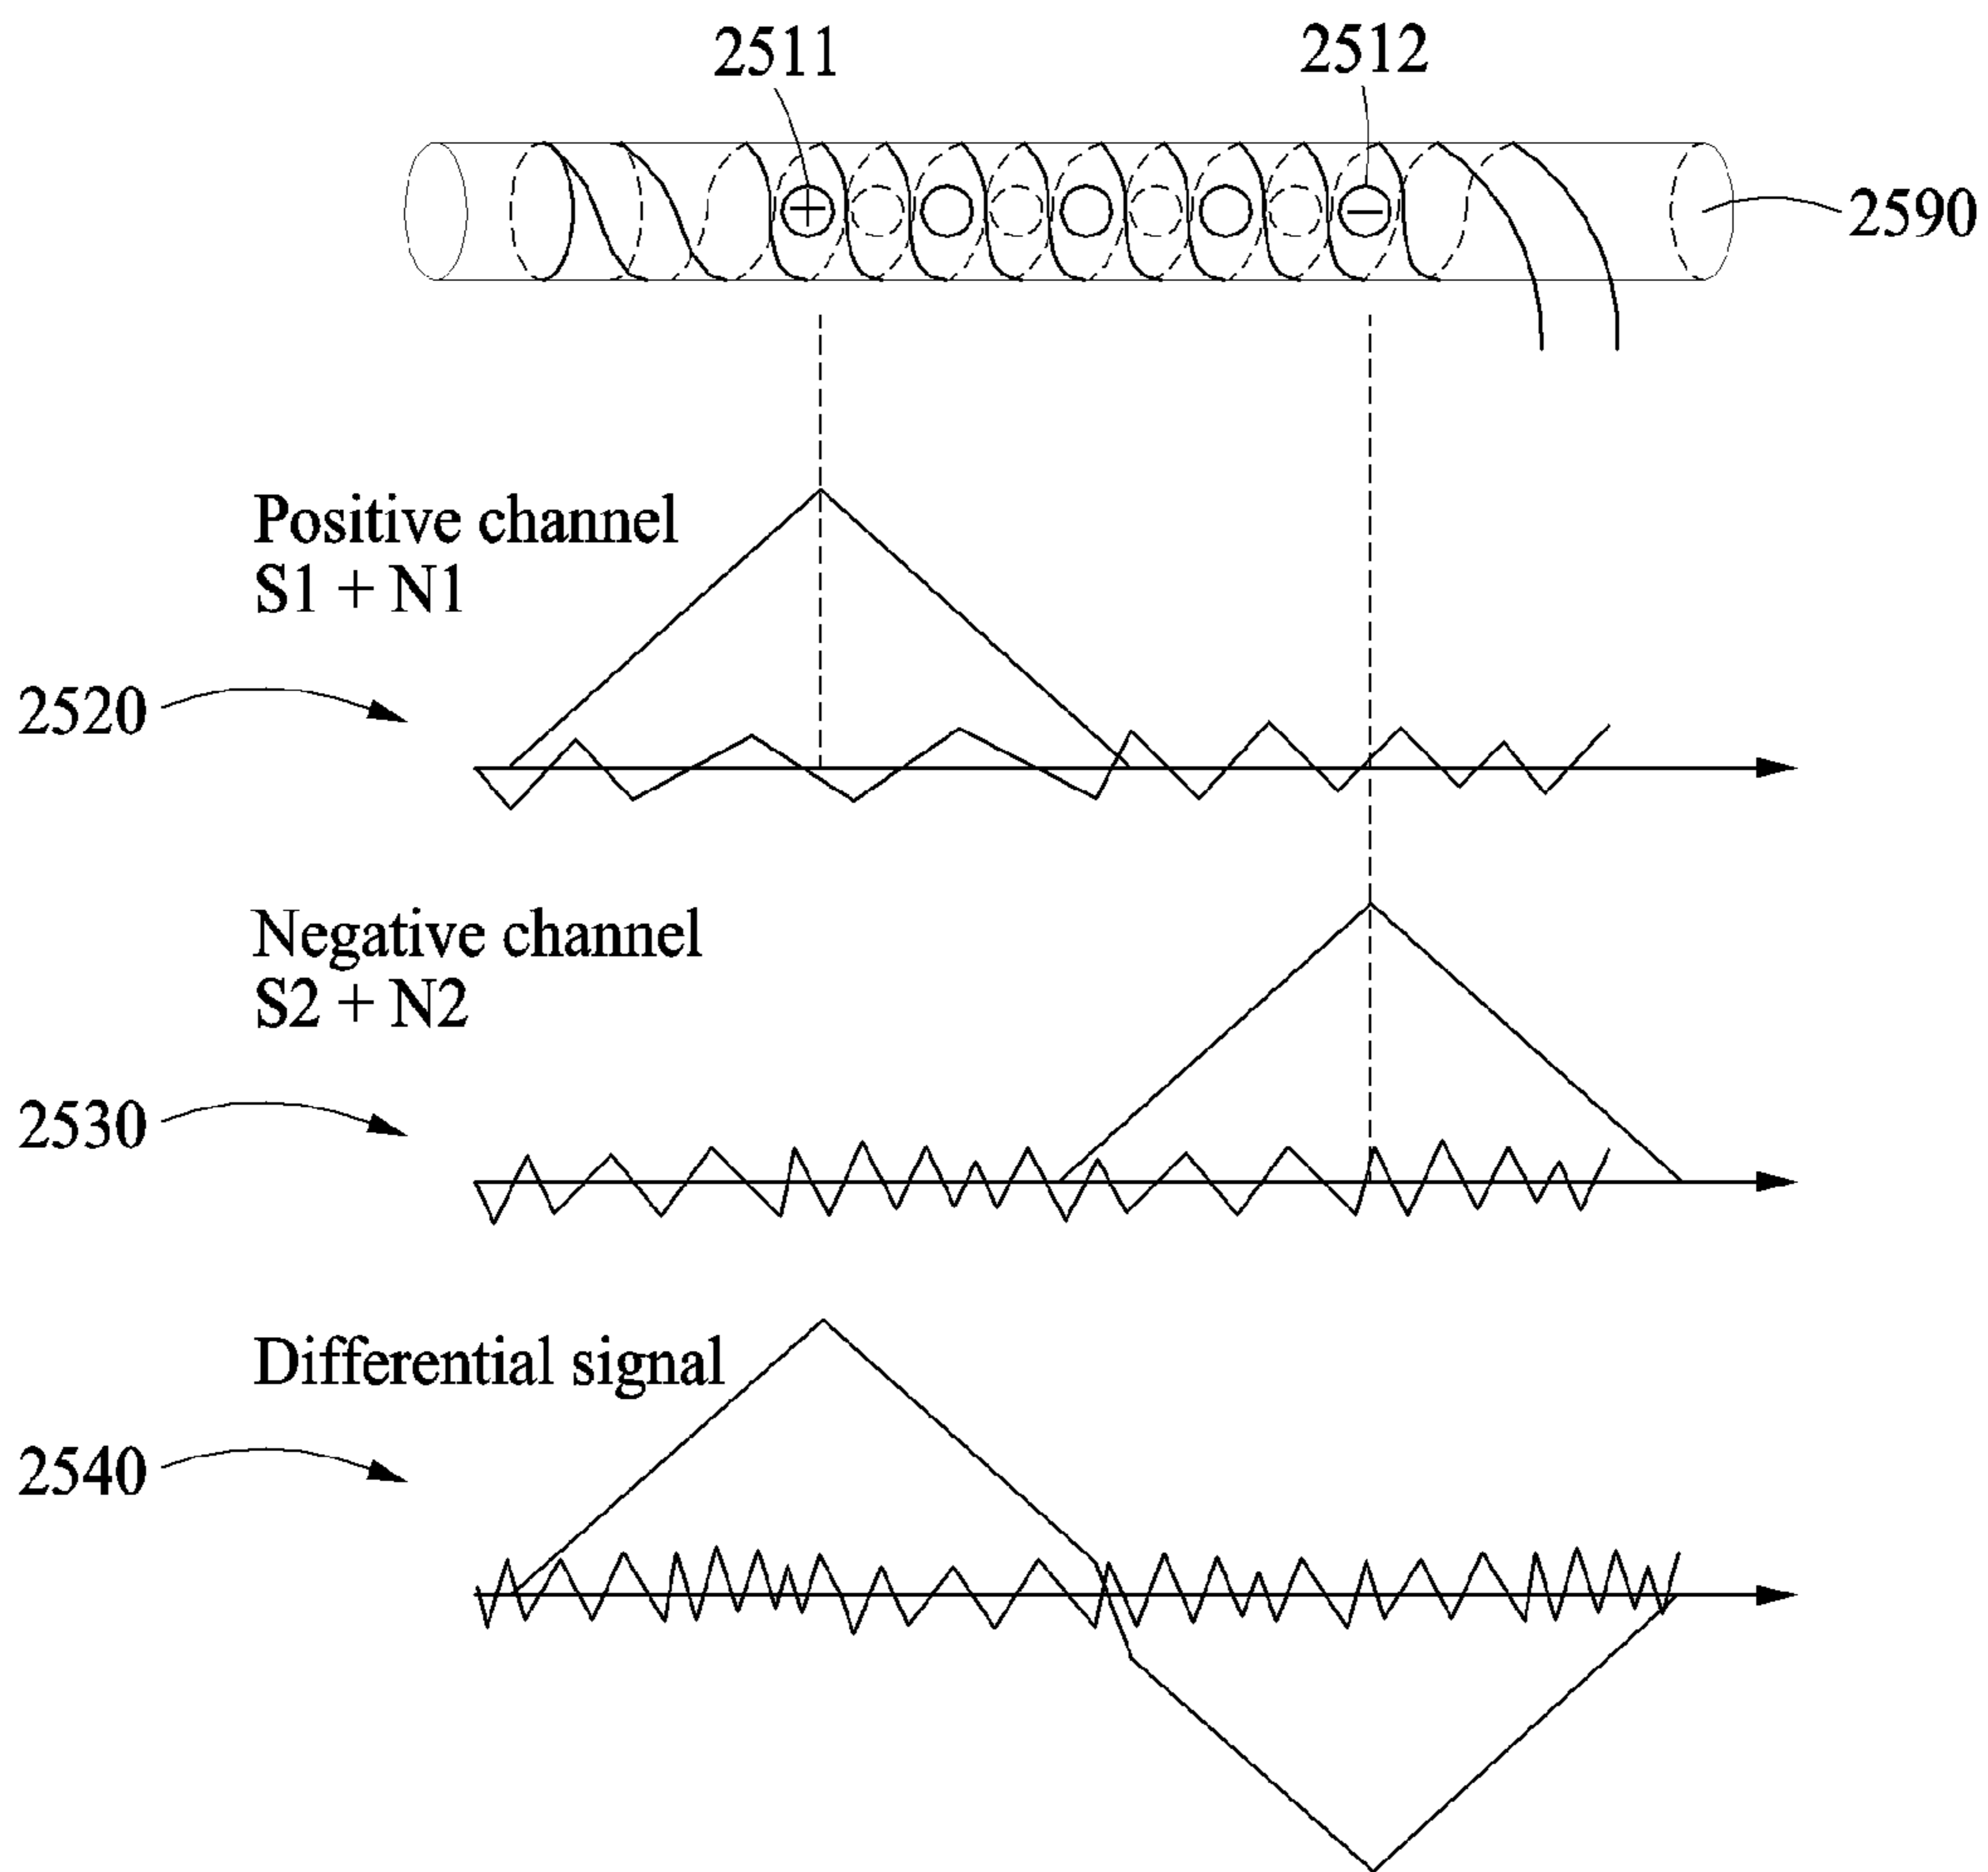 2511
2512
2590
Positive channel
S1 + N1
2520
Negative channel
S2 + N2
2530
Differential signal
2540